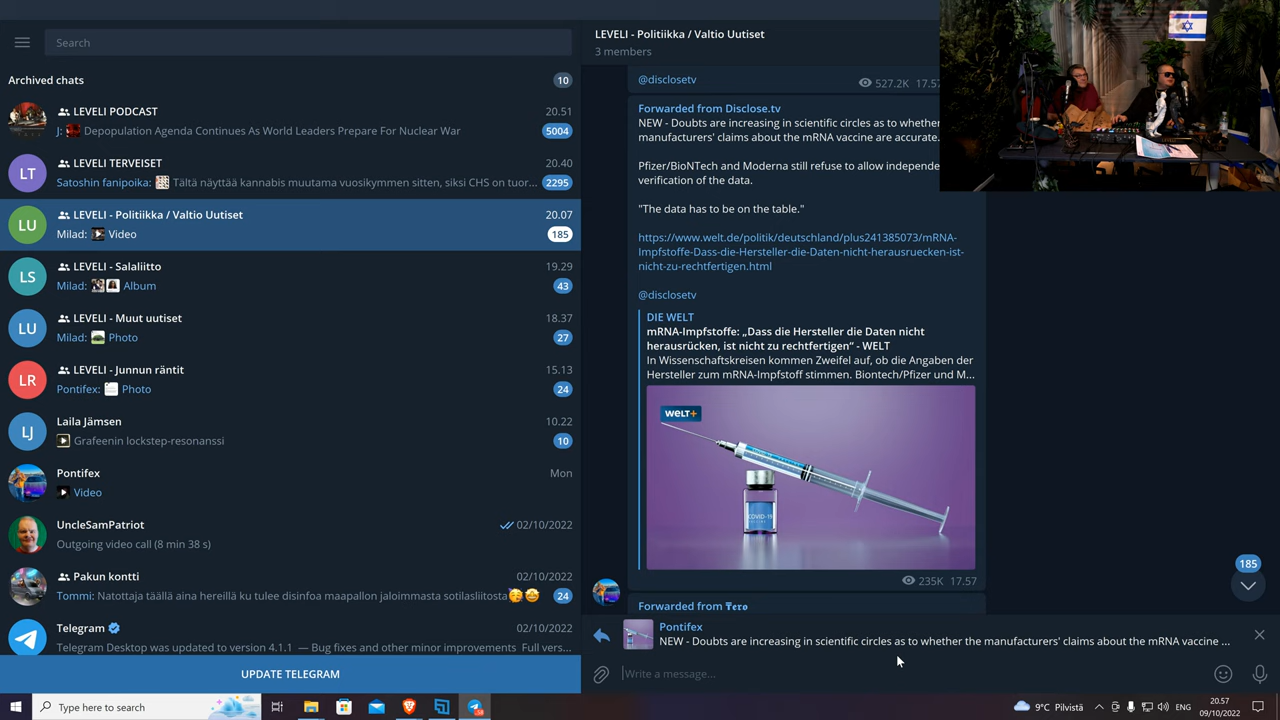 Search
Archived chats
10
LEVELI PODCAST
20.51
J: Depopulation Agenda Continues As World Leaders Prepare For Nuclear War
5004
LT
LEVELI TERVEISET
20.40
Satoshin fanipoika: Tältä näyttää kannabis muutama vuosikymmen sitten, siksi CHS on tuor...
2295
LU
LEVELI - Politiikka / Valtio Uutiset
20.07
Milad: Video
185
LS
LEVELI - Salaliitto
19.29
Milad: Album
43
LU
LEVELI - Muut uutiset
18.37
Milad: Photo
27
LR
LEVELI - Junnun räntit
15.13
Pontifex: Photo
24
LJ
Laila Jämsen
10.22
Grafeenin lockstep-resonanssi
10
Pontifex
Mon
Video
UncleSamPatriot
02/10/2022
Outgoing video call (8 min 38 s)
Pakun kontti
02/10/2022
Tommi: Natottaja täällä aina hereillä ku tulee disinfoa maapallon jaloimmasta sotilasliitosta🥳🤩
24
Telegram
02/10/2022
Telegram Desktop was updated to version 4.1.1 — Bug fixes and other minor improvements Full vers...
UPDATE TELEGRAM
LEVELI - Politiikka / Valtio Uutiset
3 members
@disclosetv
527.2K 17.57
Forwarded from Disclose.tv
NEW - Doubts are increasing in scientific circles as to whether
manufacturers' claims about the mRNA vaccine are accurate.
Pfizer/BioNTech and Moderna still refuse to allow independe
verification of the data.
"The data has to be on the table."
https://www.welt.de/politik/deutschland/plus241385073/mRNA-
Impfstoffe-Dass-die-Hersteller-die-Daten-nicht-herausruecken-ist-
nicht-zu-rechtfertigen.html
@disclosetv
DIE WELT
mRNA-Impfstoffe: „Dass die Hersteller die Daten nicht
herausrücken, ist nicht zu rechtfertigen“ - WELT
In Wissenschaftskreisen kommen Zweifel auf, ob die Angaben der
Hersteller zum mRNA-Impfstoff stimmen. Biontech/Pfizer und M...
WELT+
COVID-19
235K 17.57
185
Forwarded from Tero
Pontifex
NEW - Doubts are increasing in scientific circles as to whether the manufacturers' claims about the mRNA vaccine ...
Write a message...
Type here to search
9°C Pilvistä
ENG
20.57
09/10/2022